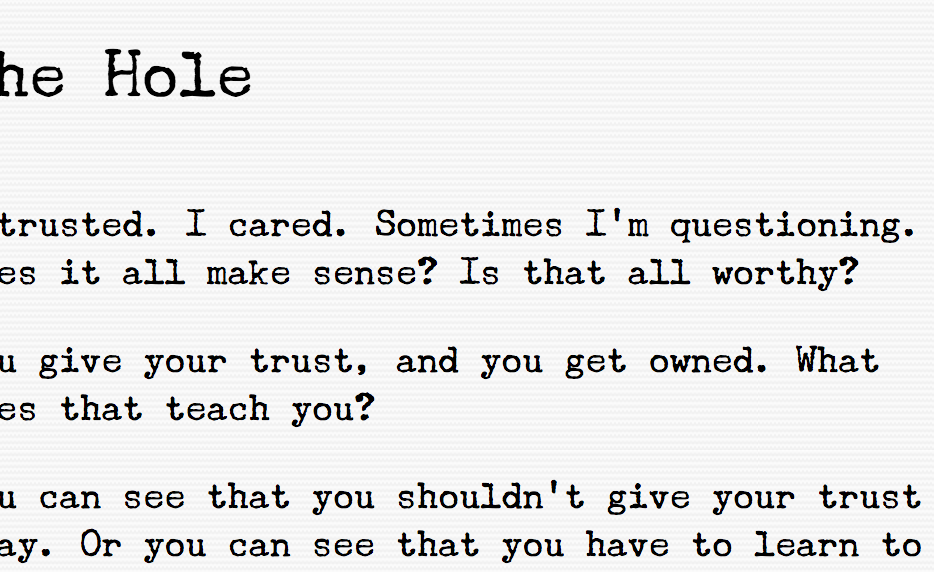 he Hole
trusted. I cared. Sometimes I'm questioning.
es it all make sense? Is that all worthy?
u give your trust, and you get owned. What
es that teach you?
u can see that you shouldn't give your trust
ay. Or you can see that you have to learn to